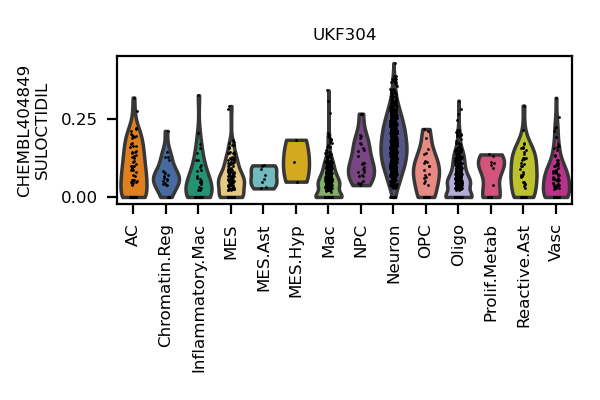 UKF304
CHEMBL404849
SULOCTIDIL
0.25
0.00
AC
Chromatin.Reg
Inflammatory.Mac
MES
MES.Ast
MES.Hyp
Mac
NPC
Neuron
OPC
Oligo
Prolif.Metab
Reactive.Ast
Vasc